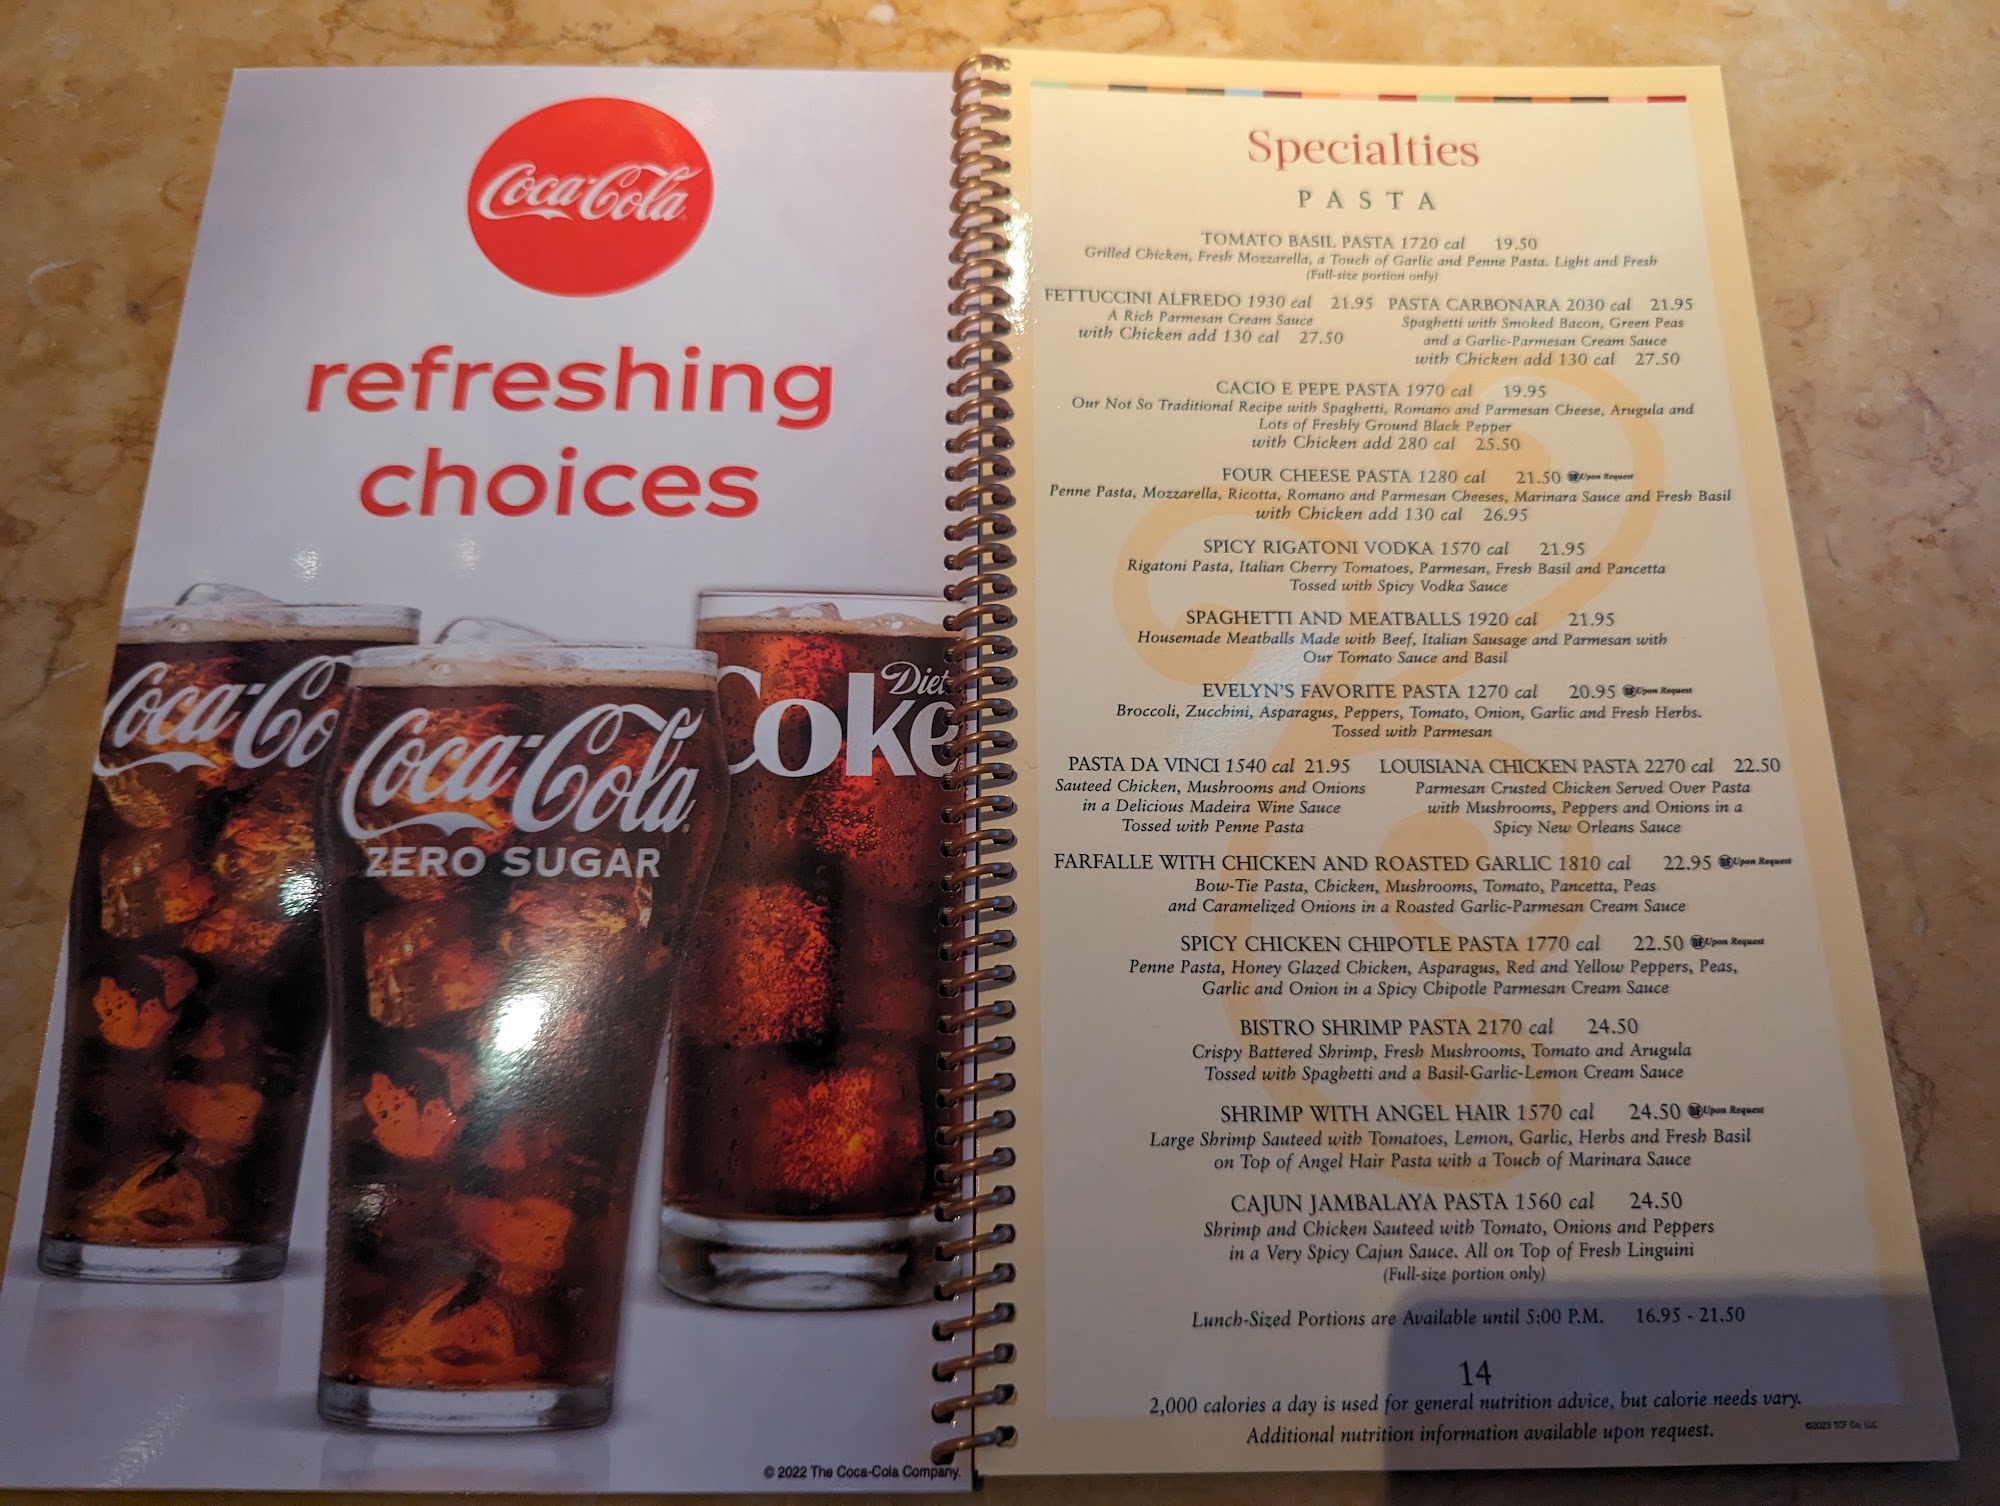 Coca-Cola
refreshing
choices
Coca-Co
Coca-Cola
ZERO SUGAR
Diet
Coke
© 2022 The Coca-Cola Company.
Specialties
PASTA
TOMATO BASIL PASTA 1720 cal 19.50
Grilled Chicken, Fresh Mozzarella, a Touch of Garlic and Penne Pasta. Light and Fresh
(Full-size portion only)
FETTUCCINI ALFREDO 1930 cal 21.95
A Rich Parmesan Cream Sauce
with Chicken add 130 cal 27.50
PASTA CARBONARA 2030 cal 21.95
Spaghetti with Smoked Bacon, Green Peas
and a Garlic-Parmesan Cream Sauce
with Chicken add 130 cal 27.50
CACIO E PEPE PASTA 1970 cal 19.95
Our Not So Traditional Recipe with Spaghetti, Romano and Parmesan Cheese, Arugula and
Lots of Freshly Ground Black Pepper
with Chicken add 280 cal 25.50
FOUR CHEESE PASTA 1280 cal 21.50 Upon Request
Penne Pasta, Mozzarella, Ricotta, Romano and Parmesan Cheeses, Marinara Sauce and Fresh Basil
with Chicken add 130 cal 26.95
SPICY RIGATONI VODKA 1570 cal 21.95
Rigatoni Pasta, Italian Cherry Tomatoes, Parmesan, Fresh Basil and Pancetta
Tossed with Spicy Vodka Sauce
SPAGHETTI AND MEATBALLS 1920 cal 21.95
Housemade Meatballs Made with Beef, Italian Sausage and Parmesan with
Our Tomato Sauce and Basil
EVELYN'S FAVORITE PASTA 1270 cal 20.95 Upon Request
Broccoli, Zucchini, Asparagus, Peppers, Tomato, Onion, Garlic and Fresh Herbs.
Tossed with Parmesan
PASTA DA VINCI 1540 cal 21.95
Sauteed Chicken, Mushrooms and Onions
in a Delicious Madeira Wine Sauce
Tossed with Penne Pasta
LOUISIANA CHICKEN PASTA 2270 cal 22.50
Parmesan Crusted Chicken Served Over Pasta
with Mushrooms, Peppers and Onions in a
Spicy New Orleans Sauce
FARFALLE WITH CHICKEN AND ROASTED GARLIC 1810 cal 22.95 Upon Request
Bow-Tie Pasta, Chicken, Mushrooms, Tomato, Pancetta, Peas
and Caramelized Onions in a Roasted Garlic-Parmesan Cream Sauce
SPICY CHICKEN CHIPOTLE PASTA 1770 cal 22.50 Upon Request
Penne Pasta, Honey Glazed Chicken, Asparagus, Red and Yellow Peppers, Peas,
Garlic and Onion in a Spicy Chipotle Parmesan Cream Sauce
BISTRO SHRIMP PASTA 2170 cal 24.50
Crispy Battered Shrimp, Fresh Mushrooms, Tomato and Arugula
Tossed with Spaghetti and a Basil-Garlic-Lemon Cream Sauce
SHRIMP WITH ANGEL HAIR 1570 cal 24.50 Upon Request
Large Shrimp Sauteed with Tomatoes, Lemon, Garlic, Herbs and Fresh Basil
on Top of Angel Hair Pasta with a Touch of Marinara Sauce
CAJUN JAMBALAYA PASTA 1560 cal 24.50
Shrimp and Chicken Sauteed with Tomato, Onions and Peppers
in a Very Spicy Cajun Sauce. All on Top of Fresh Linguini
(Full-size portion only)
Lunch-Sized Portions are Available until 5:00 P.M. 16.95 - 21.50
14
2,000 calories a day is used for general nutrition advice, but calorie needs vary.
Additional nutrition information available upon request.
©2023 TCF Co. LLC.